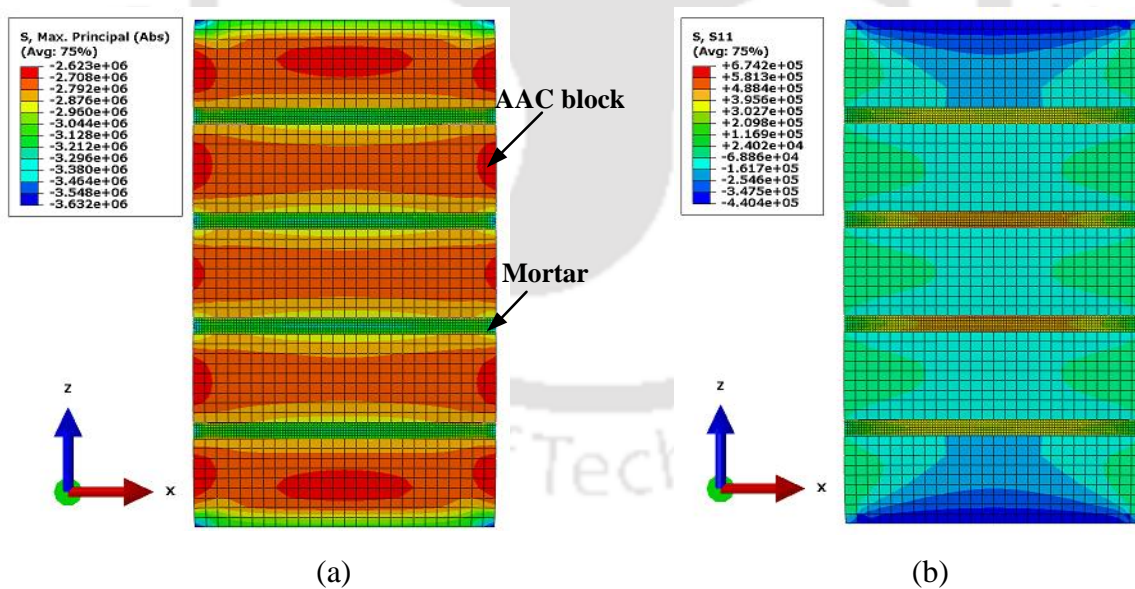 S, Max. Principal (Abs)
(Avg: 75%)
-2.623e+06
-2.708e+06
-2.792e+06
-2.876e+06
-2.960e+06
-3.044e+06
-3.128e+06
-3.212e+06
-3.296e+06
-3.380e+06
-3.464e+06
-3.548e+06
-3.632e+06
AAC block
Mortar
z
x
(a)
S, S11
(Avg: 75%)
+6.742e+05
+5.813e+05
+4.884e+05
+3.956e+05
+3.027e+05
+2.098e+05
+1.169e+05
+2.402e+04
-6.886e+04
-1.617e+05
-2.546e+05
-3.475e+05
-4.404e+05
z
x
(b)
f Tech